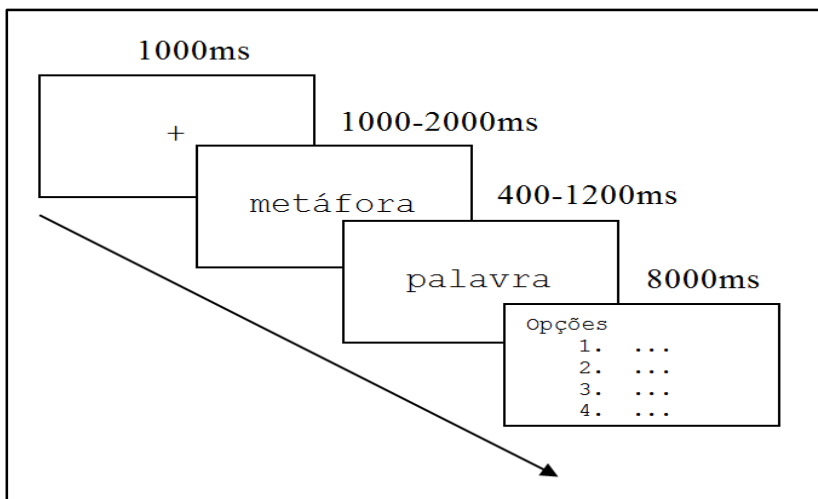 1000ms
+
1000-2000ms
metáfora
400-1200ms
palavra
8000ms
Opções
1. ...
2. ...
3. ...
4. ...